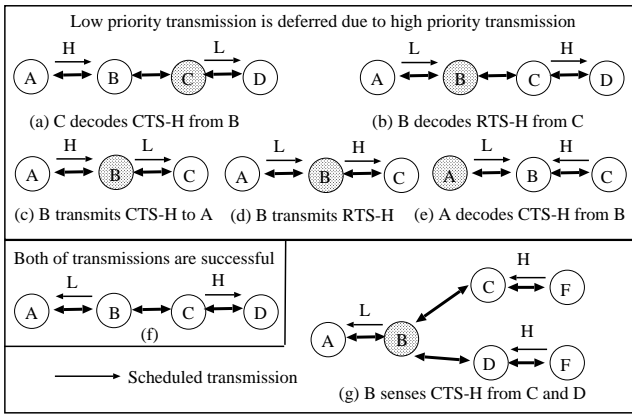 Low priority transmission is deferred due to high priority transmission
H L
A B C D
(a) C decodes CTS-H from B
L H
A B C D
(b) B decodes RTS-H from C
H L
A B C
(c) B transmits CTS-H to A
L H
A B C
(d) B transmits RTS-H
L H
A B C
(e) A decodes CTS-H from B
Both of transmissions are successful
L H
A B C D
(f)
Scheduled transmission
H
C F
L
A B
H
D F
(g) B senses CTS-H from C and D